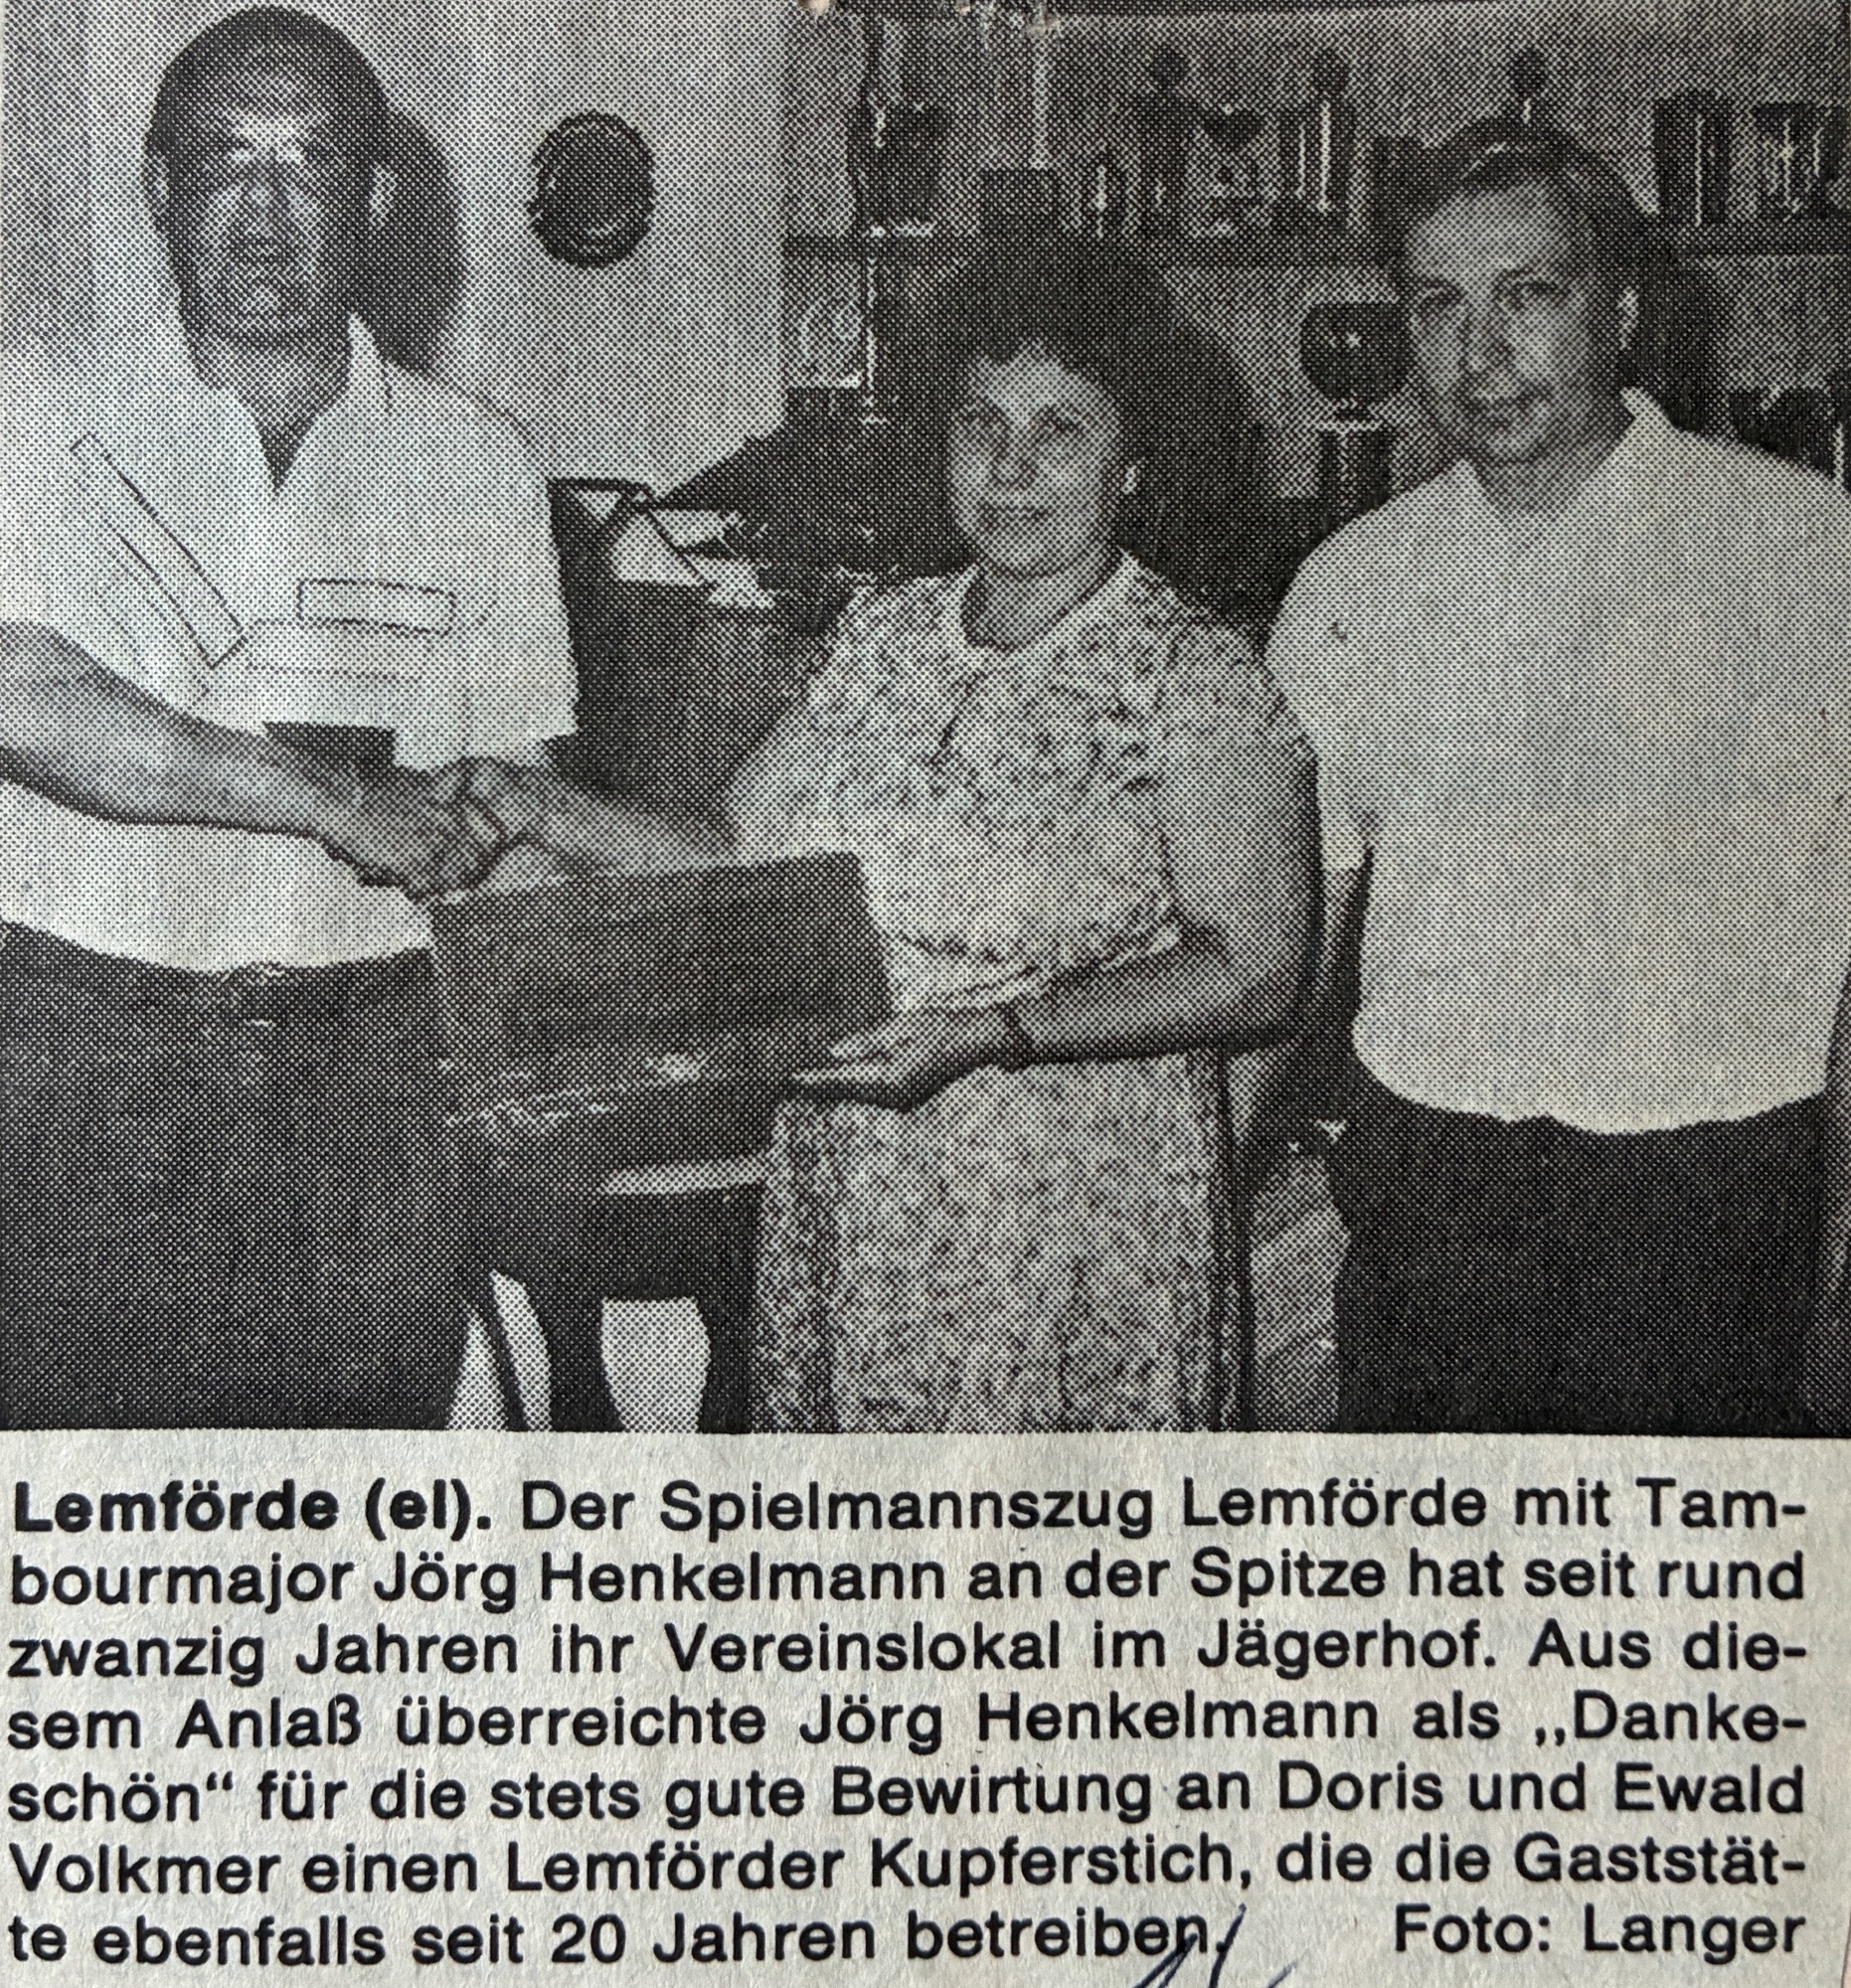 Lemförde (el). Der Spielmannszug Lemförde mit Tam-
bourmajor Jörg Henkelmann an der Spitze hat seit rund
zwanzig Jahren ihr Vereinslokal im Jägerhof. Aus die-
sem Anlaß überreichte Jörg Henkelmann als „Danke-
schön“ für die stets gute Bewirtung an Doris und Ewald
Volkmer einen Lemförder Kupferstich, die die Gaststät-
te ebenfalls seit 20 Jahren betreiben. Foto: Langer